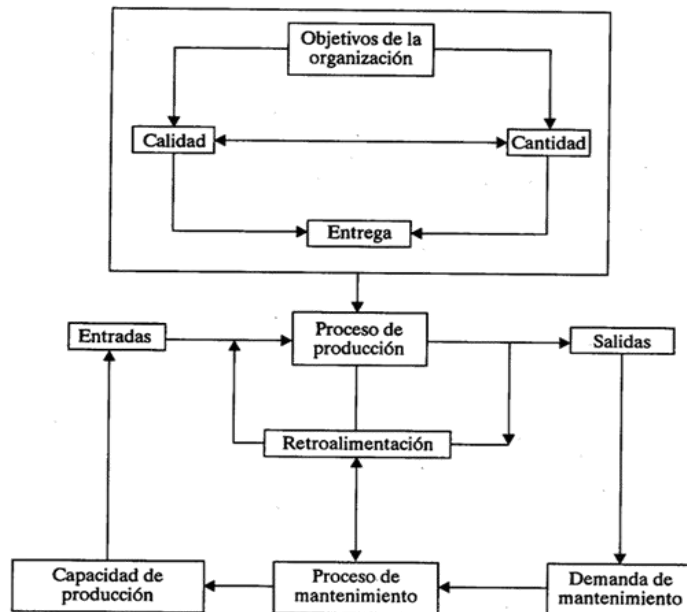 Objetivos de la
organización
Calidad
Cantidad
Entrega
Entradas
Proceso de
producción
Salidas
Retroalimentación
Capacidad de
producción
Proceso de
mantenimiento
Demanda de
mantenimiento